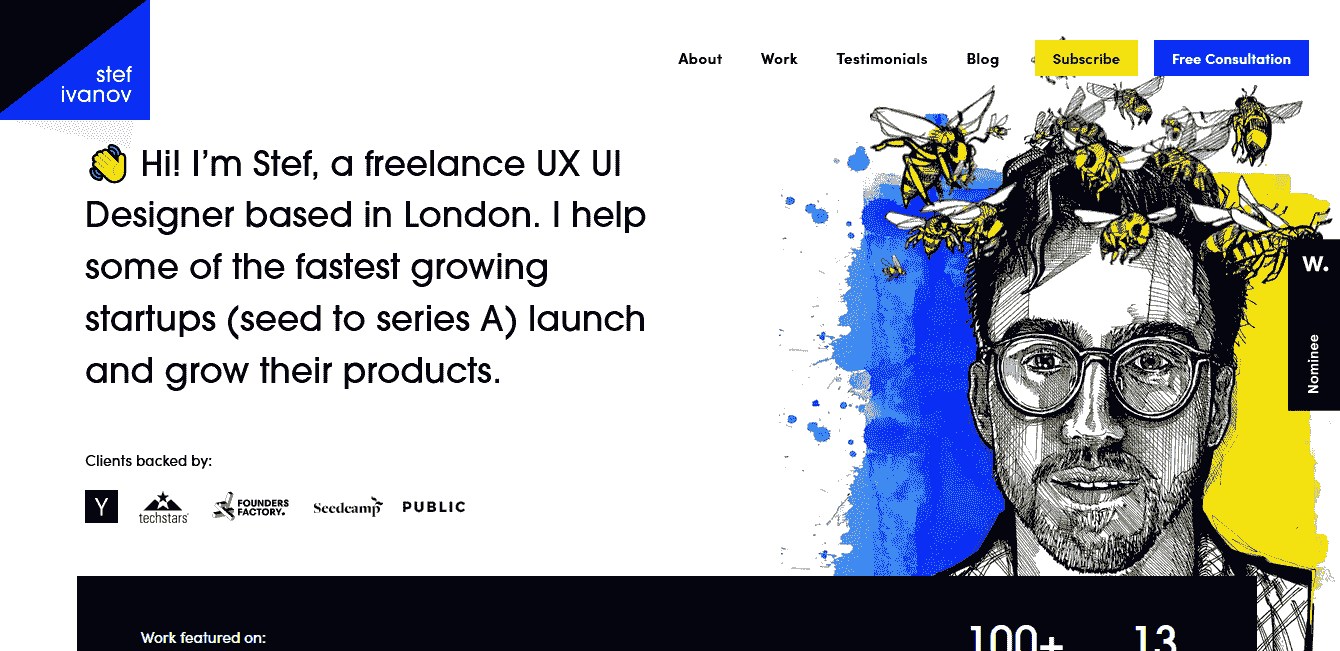 stef
ivanov
About Work Testimonials Blog Subscribe Free Consultation
Hi! I’m Stef, a freelance UX UI
Designer based in London. I help
some of the fastest growing
startups (seed to series A) launch
and grow their products.
W.
Nominee
Clients backed by:
Y
techstars
FOUNDERS
FACTORY.
Seedcamp
PUBLIC
Work featured on:
100+ 13